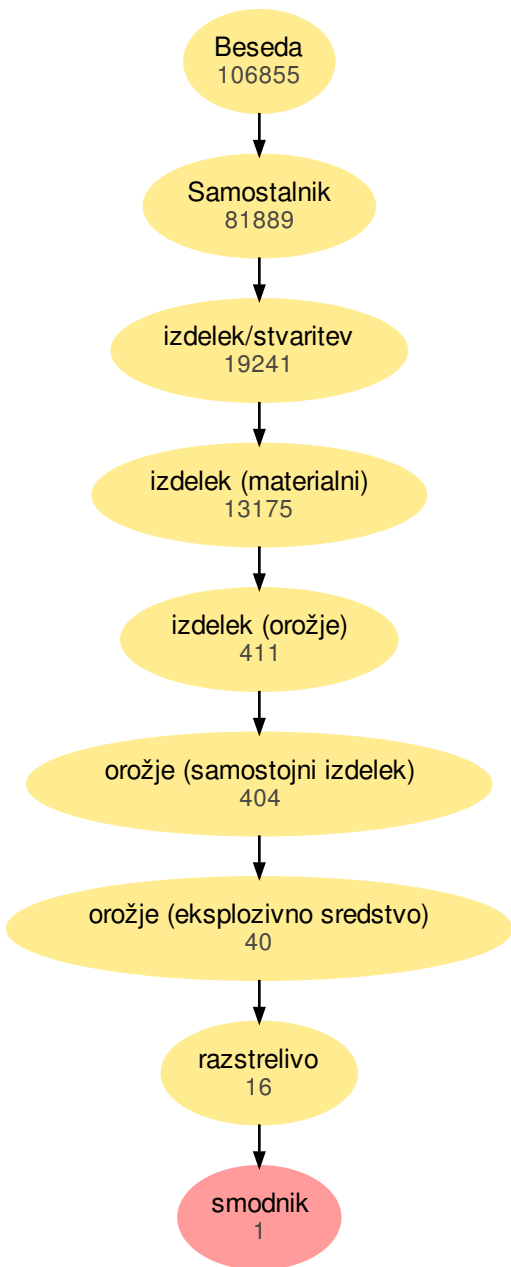 Beseda
106855
Samostalnik
81889
izdelek/stvaritev
19241
izdelek (materialni)
13175
izdelek (orožje)
411
orožje (samostojni izdelek)
404
orožje (eksplozivno sredstvo)
40
razstrelivo
16
smodnik
1